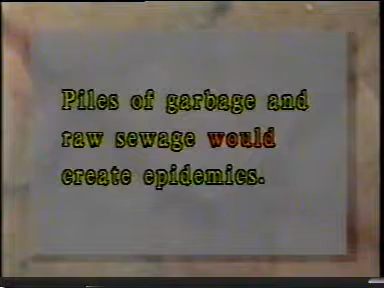 Piles of garbage and
raw sewage would
create epidemics.